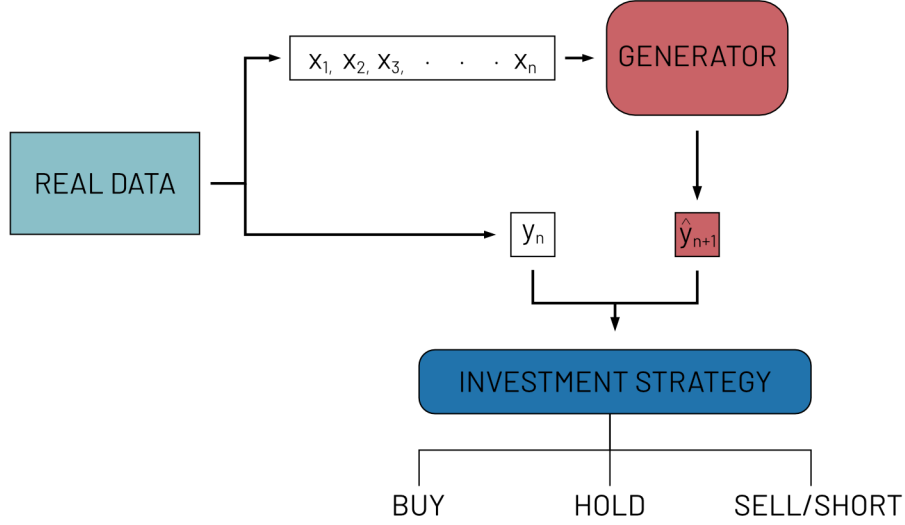 x₁, x₂, x₃, · · · xₙ
GENERATOR
REAL DATA
yₙ
ŷₙ₊₁
INVESTMENT STRATEGY
BUY
HOLD
SELL/SHORT